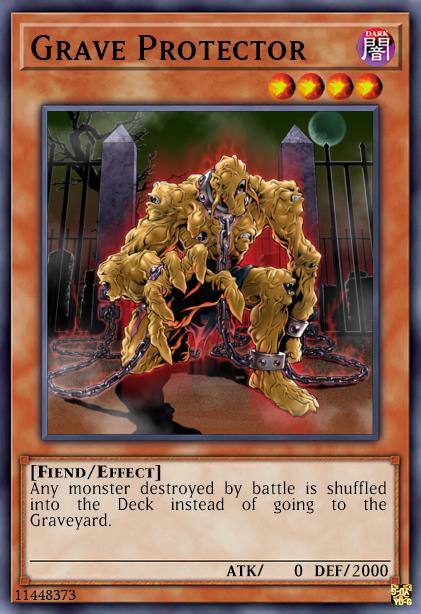 GRAVE PROTECTOR
DARK
闇
[FIEND/EFFECT]
Any monster destroyed by battle is shuffled
into the Deck instead of going to the
Graveyard.
ATK/ 0 DEF/2000
11448373